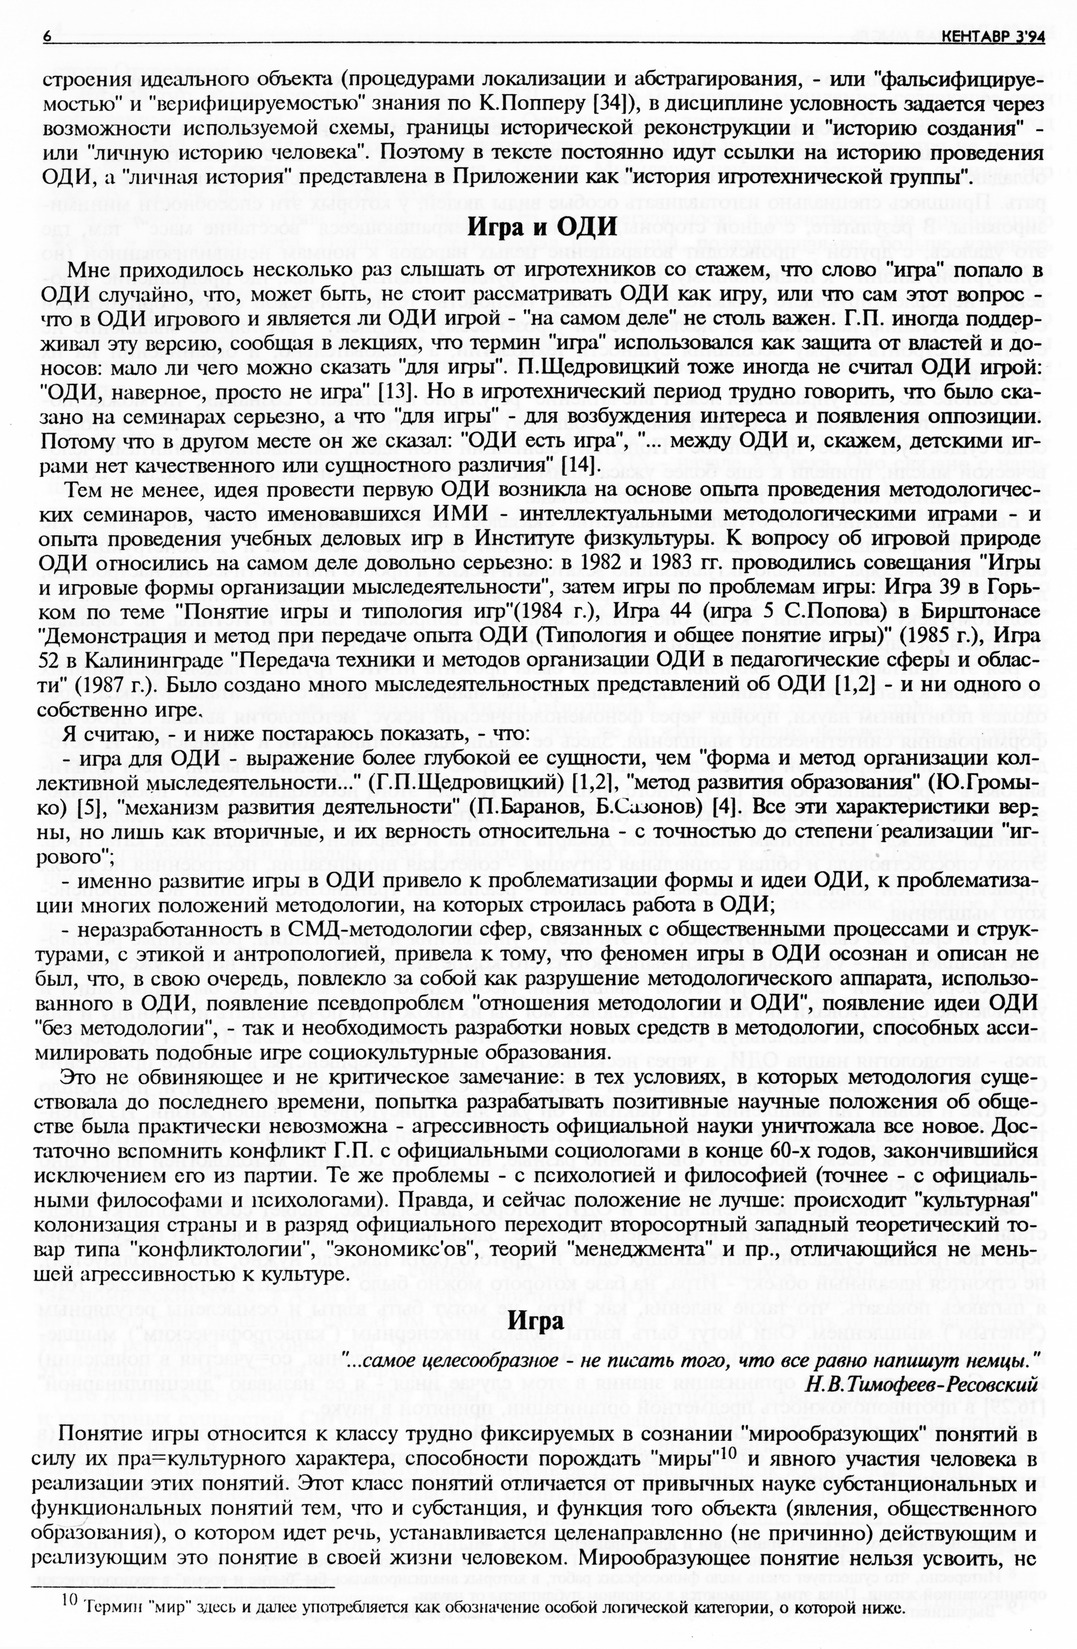 6 КЕНТАВР 3'94
строения идеального объекта (процедурами локализации и абстрагирования, - или "фальсифицируе-
мостью" и "верифицируемостью" знания по К.Попперу [34]), в дисциплине условность задается через
возможности используемой схемы, границы исторической реконструкции и "историю создания" -
или "личную историю человека". Поэтому в тексте постоянно идут ссылки на историю проведения
ОДИ, а "личная история" представлена в Приложении как "история игротехнической группы".
Игра и ОДИ
Мне приходилось несколько раз слышать от игротехников со стажем, что слово "игра" попало в
ОДИ случайно, что, может быть, не стоит рассматривать ОДИ как игру, или что сам этот вопрос -
что в ОДИ игрового и является ли ОДИ игрой - "на самом деле" не столь важен. Г.П. иногда поддер-
живал эту версию, сообщая в лекциях, что термин "игра" использовался как защита от властей и до-
носов: мало ли чего можно сказать "для игры". П.Щедровицкий тоже иногда не считал ОДИ игрой:
"ОДИ, наверное, просто не игра" [13]. Но в игротехнический период трудно говорить, что было ска-
зано на семинарах серьезно, а что "для игры" - для возбуждения интереса и появления оппозиции.
Потому что в другом месте он же сказал: "ОДИ есть игра", "... между ОДИ и, скажем, детскими иг-
рами нет качественного или сущностного различия" [14].
Тем не менее, идея провести первую ОДИ возникла на основе опыта проведения методологичес-
ких семинаров, часто именовавшихся ИМИ - интеллектуальными методологическими играми - и
опыта проведения учебных деловых игр в Институте физкультуры. К вопросу об игровой природе
ОДИ относились на самом деле довольно серьезно: в 1982 и 1983 гг. проводились совещания "Игры
и игровые формы организации мыследеятельности", затем игры по проблемам игры: Игра 39 в Горь-
ком по теме "Понятие игры и типология игр"(1984 г.), Игра 44 (игра 5 С.Попова) в Бирштонасе
"Демонстрация и метод при передаче опыта ОДИ (Типология и общее понятие игры)" (1985 г.), Игра
52 в Калининграде "Передача техники и методов организации ОДИ в педагогические сферы и облас-
ти" (1987 г.). Было создано много мыследеятельностных представлений об ОДИ [1,2] - и ни одного о
собственно игре.
Я считаю, - и ниже постараюсь показать, - что:
- игра для ОДИ - выражение более глубокой ее сущности, чем "форма и метод организации кол-
лективной мыследеятельности..." (Г.П.Щедровицкий) [1,2], "метод развития образования" (Ю.Громы-
ко) [5], "механизм развития деятельности" (П.Баранов, Б.Сазонов) [4]. Все эти характеристики вер-
ны, но лишь как вторичные, и их верность относительна - с точностью до степени реализации "иг-
рового";
- именно развитие игры в ОДИ привело к проблематизации формы и идеи ОДИ, к проблематиза-
ции многих положений методологии, на которых строилась работа в ОДИ;
- неразработанность в СМД-методологии сфер, связанных с общественными процессами и струк-
турами, с этикой и антропологией, привела к тому, что феномен игры в ОДИ осознан и описан не
был, что, в свою очередь, повлекло за собой как разрушение методологического аппарата, использо-
ванного в ОДИ, появление псевдопроблем "отношения методологии и ОДИ", появление идеи ОДИ
"без методологии", - так и необходимость разработки новых средств в методологии, способных асси-
милировать подобные игре социокультурные образования.
Это не обвиняющее и не критическое замечание: в тех условиях, в которых методология суще-
ствовала до последнего времени, попытка разрабатывать позитивные научные положения об обще-
стве была практически невозможна - агрессивность официальной науки уничтожала все новое. Дос-
таточно вспомнить конфликт Г.П. с официальными социологами в конце 60-х годов, закончившийся
исключением его из партии. Те же проблемы - с психологией и философией (точнее - с официаль-
ными философами и психологами). Правда, и сейчас положение не лучше: происходит "культурная"
колонизация страны и в разряд официального переходит второсортный западный теоретический то-
вар типа "конфликтологии", "экономикс'ов", теорий "менеджмента" и пр., отличающийся не мень-
шей агрессивностью к культуре.
Игра
"...самое целесообразное - не писать того, что все равно напишут немцы."
Н.В.Тимофеев-Ресовский
Понятие игры относится к классу трудно фиксируемых в сознании "мирообразующих" понятий в
силу их пра=культурного характера, способности порождать "миры"10 и явного участия человека в
реализации этих понятий. Этот класс понятий отличается от привычных науке субстанциональных и
функциональных понятий тем, что и субстанция, и функция того объекта (явления, общественного
образования), о котором идет речь, устанавливается целенаправленно (не причинно) действующим и
реализующим это понятие в своей жизни человеком. Мирообразующее понятие нельзя усвоить, не
10 Термин "мир" здесь и далее употребляется как обозначение особой логической категории, о которой ниже.